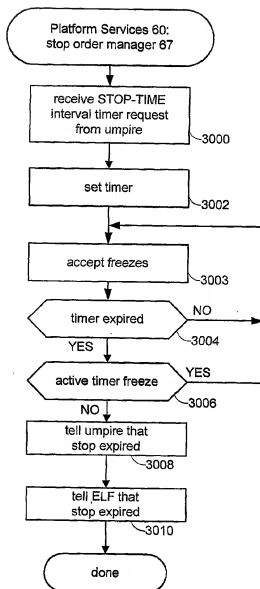 Platform Services 60:
stop order manager 67
receive STOP-TIME
interval timer request
from umpire
3000
set timer
3002
accept freezes
3003
timer expired
NO
3004
YES
active timer freeze
YES
3006
NO
tell umpire that
stop expired
3008
tell ELF that
stop expired
3010
done